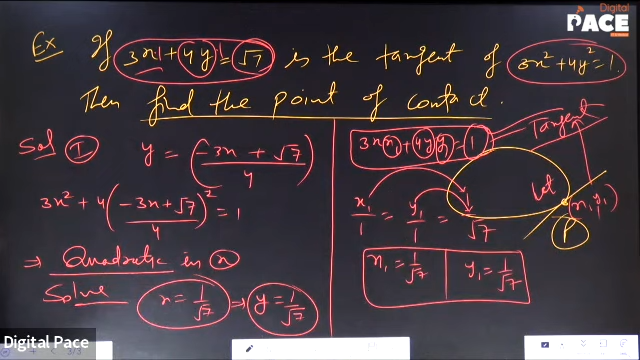 Digital
PACE
Ex If 3x·1 + 4y·1 = √7 is the tangent of 3x² + 4y² = 1.
Then find the point of contact.
Sol ① y = (-3x + √7)/4
3x² + 4((-3x + √7)/4)² = 1
⇒ Quadratic in x
Solve x = 1/√7 ⇒ y = 1/√7
3x x₁ + 4y y₁ = 1
Tangent
x₁/1 = y₁/1 = 1/√7
Let (x₁, y₁)
P
x₁ = 1/√7 | y₁ = 1/√7
Digital Pace